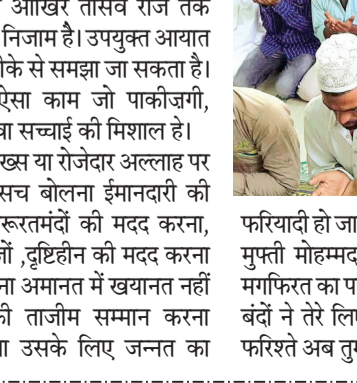 आखिर तीसवें रोजे तक
निजाम है। उपयुक्त आयात
के से समझा जा सकता है।
ऐसा काम जो पाकीजगी,
वा सच्चाई की मिशाल हे।
ख्स या रोजेदार अल्लाह पर
सच बोलना ईमानदारी की
रूरतमंदों की मदद करना,
ों ,दृष्टिहीन की मदद करना
ना अमानत में खयानत नहीं
की ताजीम सम्मान करना
ा उसके लिए जन्नत का
फरियादी हो जा
मुफ्ती मोहम्मद
मगफिरत का प
बंदों ने तेरे लि
फरिश्ते अब तु